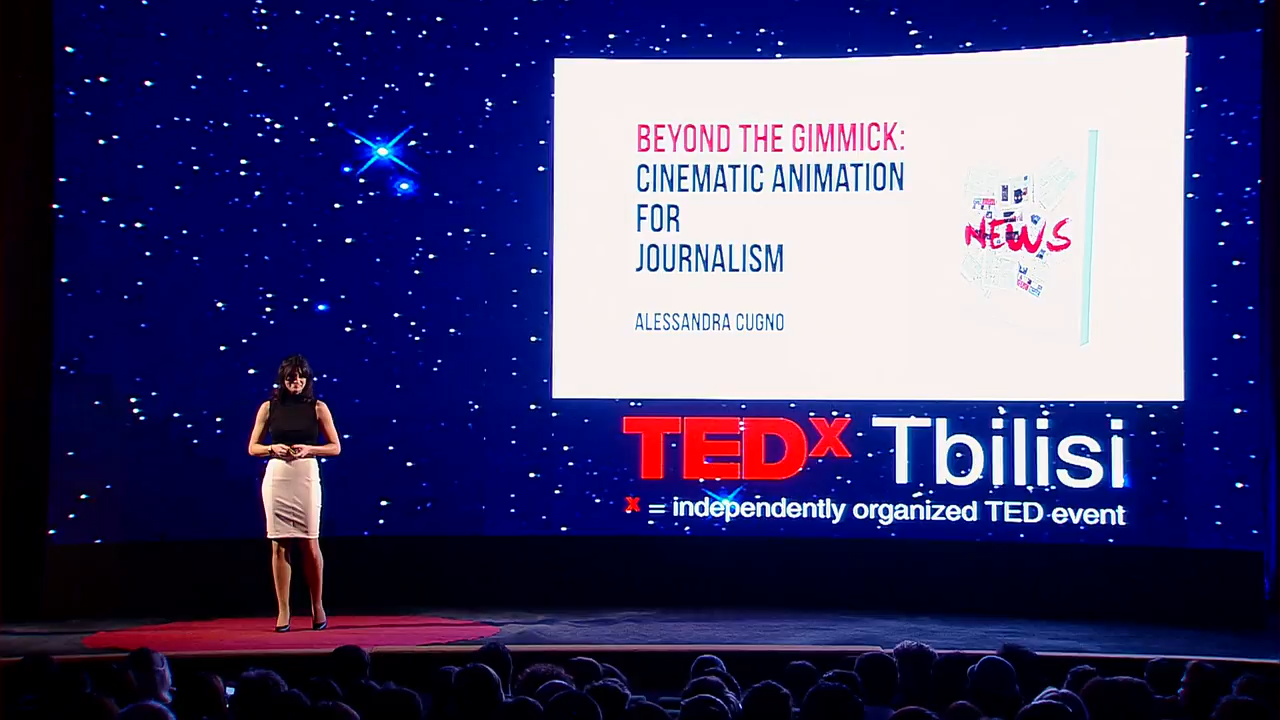 BEYOND THE GIMMICK:
CINEMATIC ANIMATION
FOR
JOURNALISM
ALESSANDRA CUGNO
NEWS
TEDx Tbilisi
x = independently organized TED event